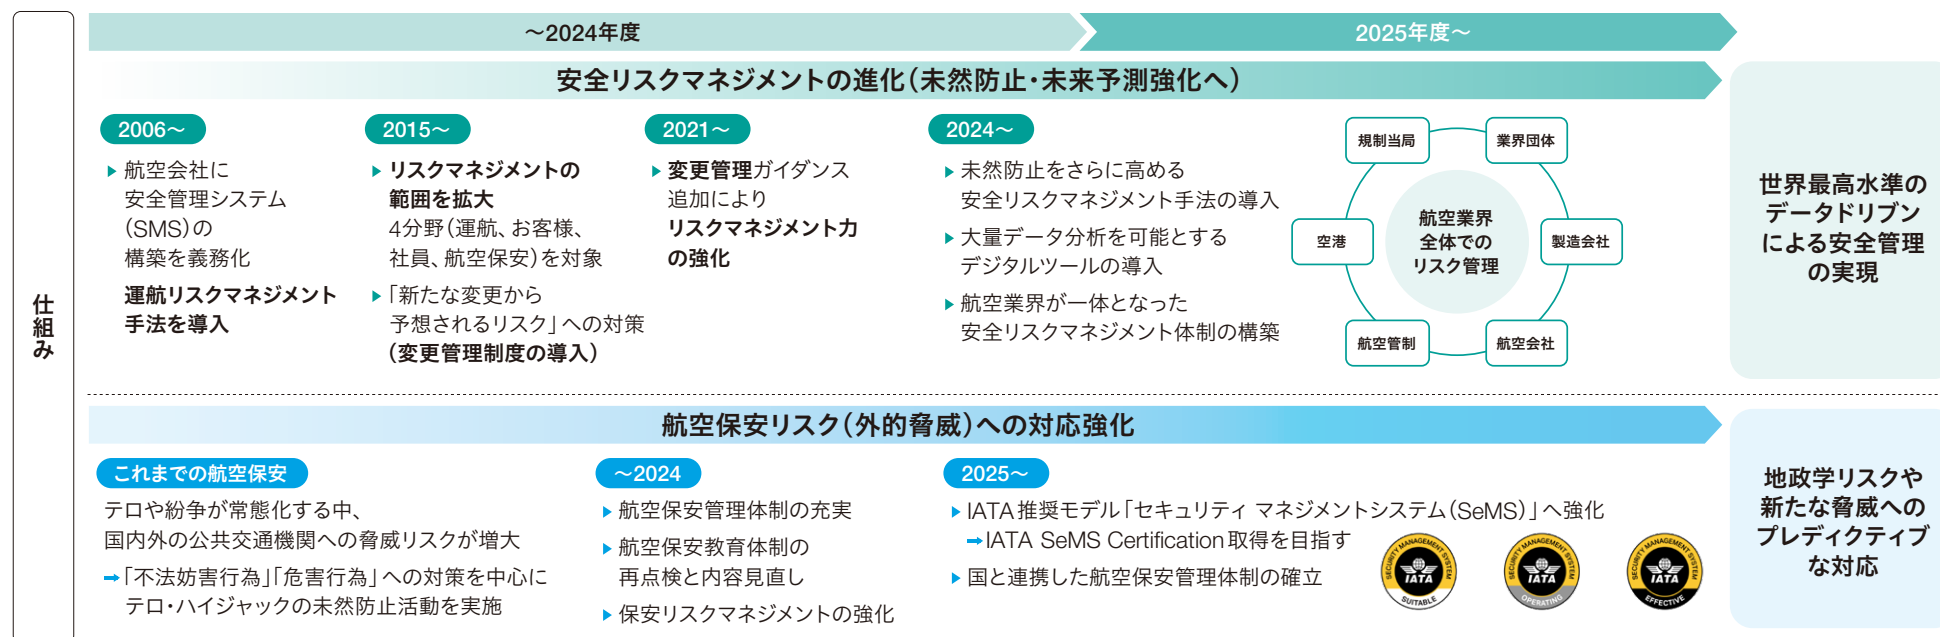 仕組み
～2024年度
2025年度～
安全リスクマネジメントの進化（未然防止・未来予測強化へ）
2006～
航空会社に
安全管理システム
（SMS）の
構築を義務化
運航リスクマネジメント
手法を導入
2015～
リスクマネジメントの
範囲を拡大
4分野（運航、お客様、
社員、航空保安）を対象
「新たな変更から
予想されるリスク」への対策
（変更管理制度の導入）
2021～
変更管理ガイダンス
追加により
リスクマネジメント力
の強化
2024～
未然防止をさらに高める
安全リスクマネジメント手法の導入
大量データ分析を可能とする
デジタルツールの導入
航空業界が一体となった
安全リスクマネジメント体制の構築
規制当局
業界団体
空港
航空業界
全体での
リスク管理
製造会社
航空管制
航空会社
世界最高水準の
データドリブン
による安全管理
の実現
航空保安リスク（外的脅威）への対応強化
これまでの航空保安
テロや紛争が常態化する中、
国内外の公共交通機関への脅威リスクが増大
➡「不法妨害行為」「危害行為」への対策を中心に
テロ・ハイジャックの未然防止活動を実施
～2024
航空保安管理体制の充実
航空保安教育体制の
再点検と内容見直し
保安リスクマネジメントの強化
2025～
IATA推奨モデル「セキュリティ マネジメントシステム（SeMS）」へ強化
➡IATA SeMS Certification取得を目指す
国と連携した航空保安管理体制の確立
SECURITY MANAGEMENT SYSTEM
IATA
SUITABLE
SECURITY MANAGEMENT SYSTEM
IATA
OPERATING
SECURITY MANAGEMENT SYSTEM
IATA
EFFECTIVE
地政学リスクや
新たな脅威への
プレディクティブ
な対応